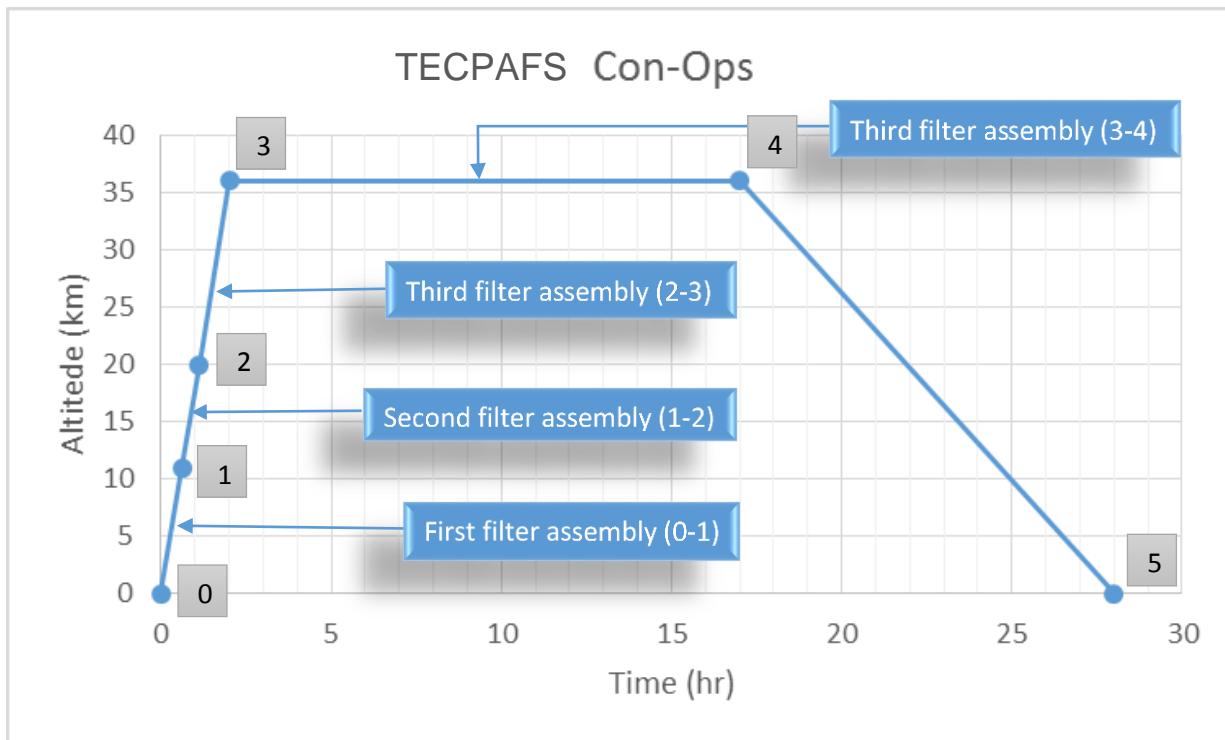 TECPAFS Con-Ops
40
35
30
25
20
15
10
5
0
Altitede (km)
3
4
Third filter assembly (3-4)
Third filter assembly (2-3)
2
Second filter assembly (1-2)
1
First filter assembly (0-1)
0
5
0 5 10 15 20 25 30
Time (hr)